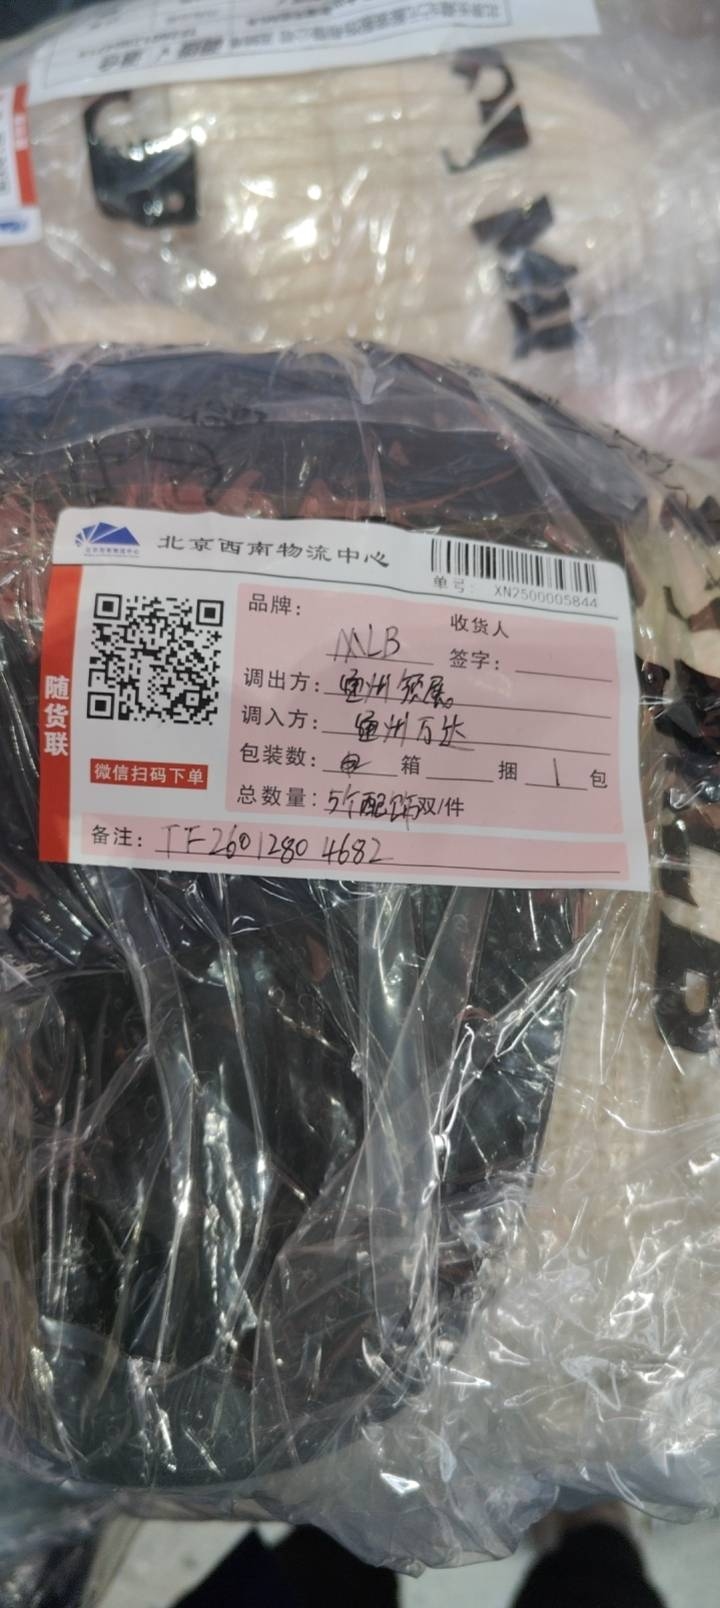 北京西南物流中心
单号: XN2500005844
品牌: MLB
收货人
签字:
调出方: 通州领展
调入方: 通州万达
包装数: 箱 捆 1 包
总数量: 5个配饰双/件
备注: TF26012804682
随货联
微信扫码下单